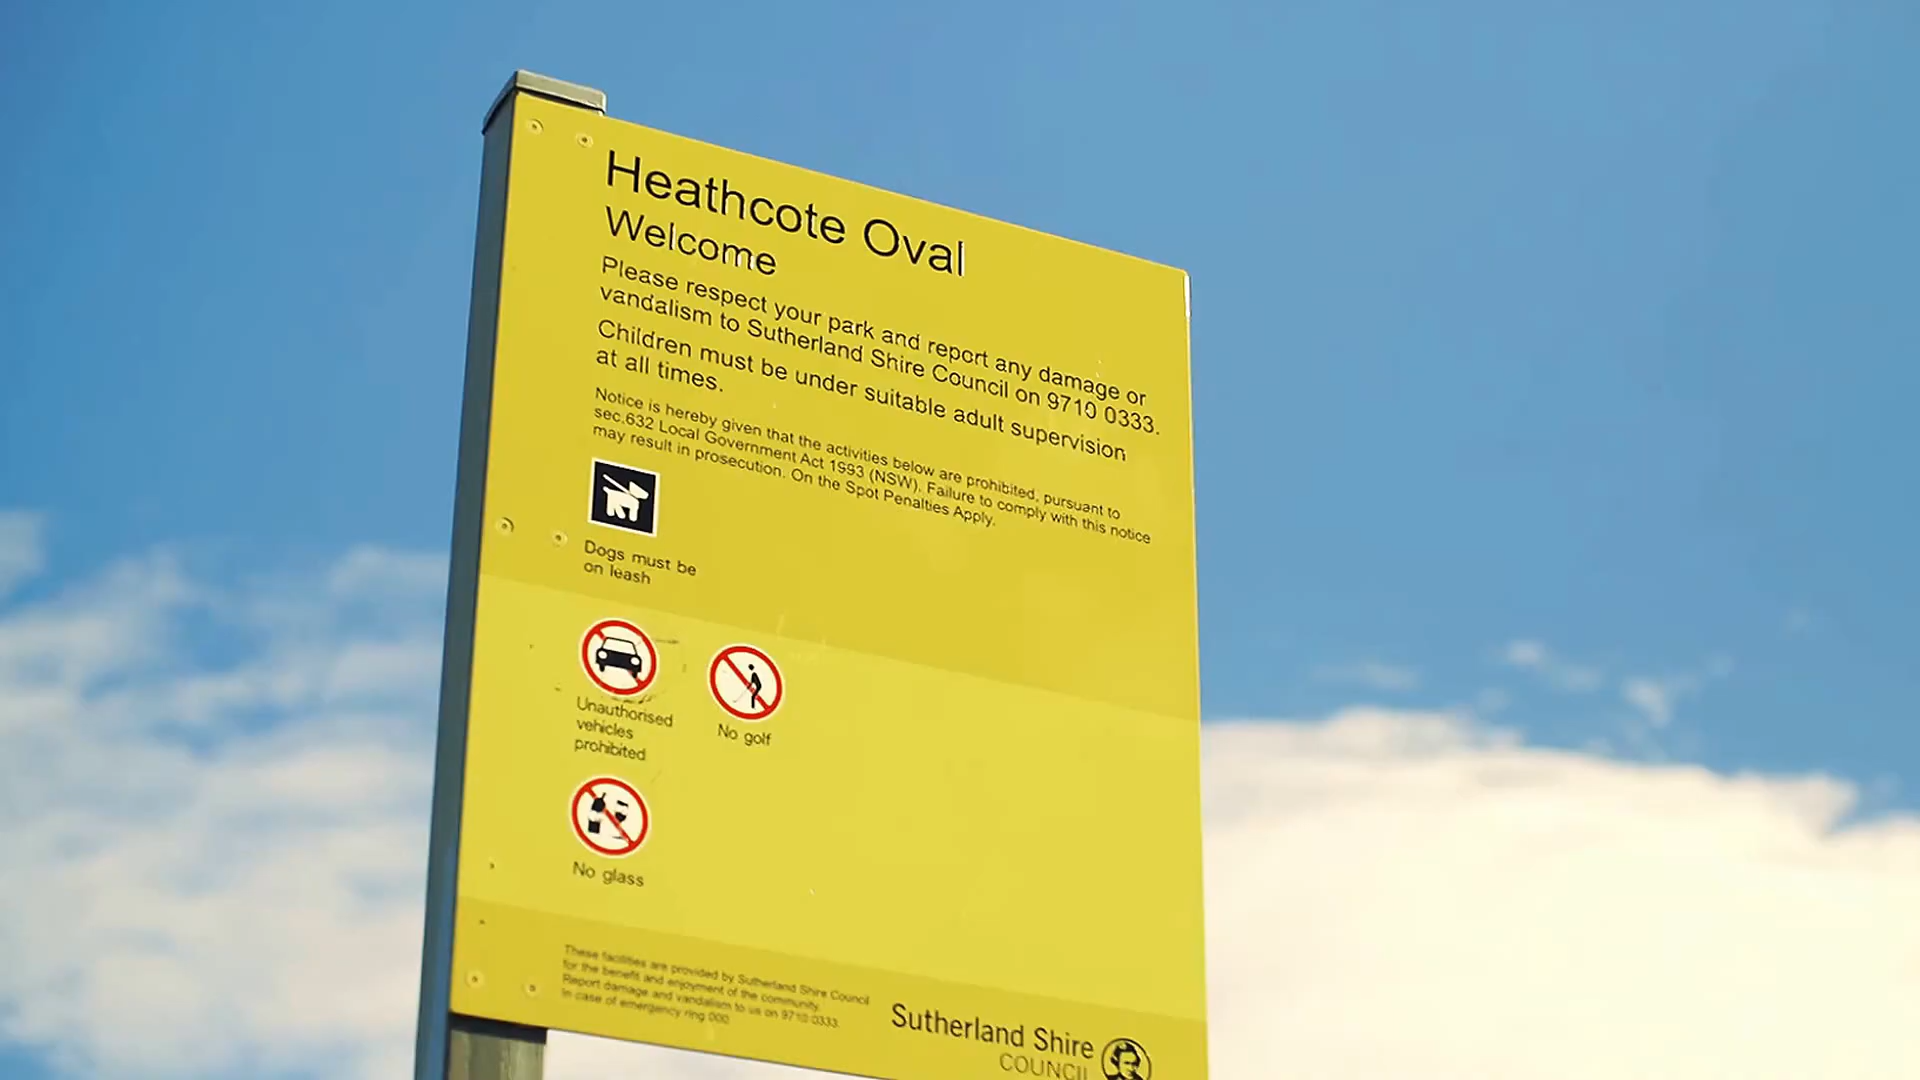 Heathcote Oval
Welcome
Please respect your park and report any damage or
vandalism to Sutherland Shire Council on 9710 0333.
Children must be under suitable adult supervision
at all times.
Notice is hereby given that the activities below are prohibited, pursuant to
sec.632 Local Government Act 1993 (NSW). Failure to comply with this notice
may result in prosecution. On the Spot Penalties Apply.
Dogs must be
on leash
Unauthorised
vehicles
prohibited
No golf
No glass
These facilities are provided by Sutherland Shire Council
for the benefit and enjoyment of the community.
Report damage and vandalism to us on 9710 0333.
In case of emergency ring 000
Sutherland Shire
COUNCIL